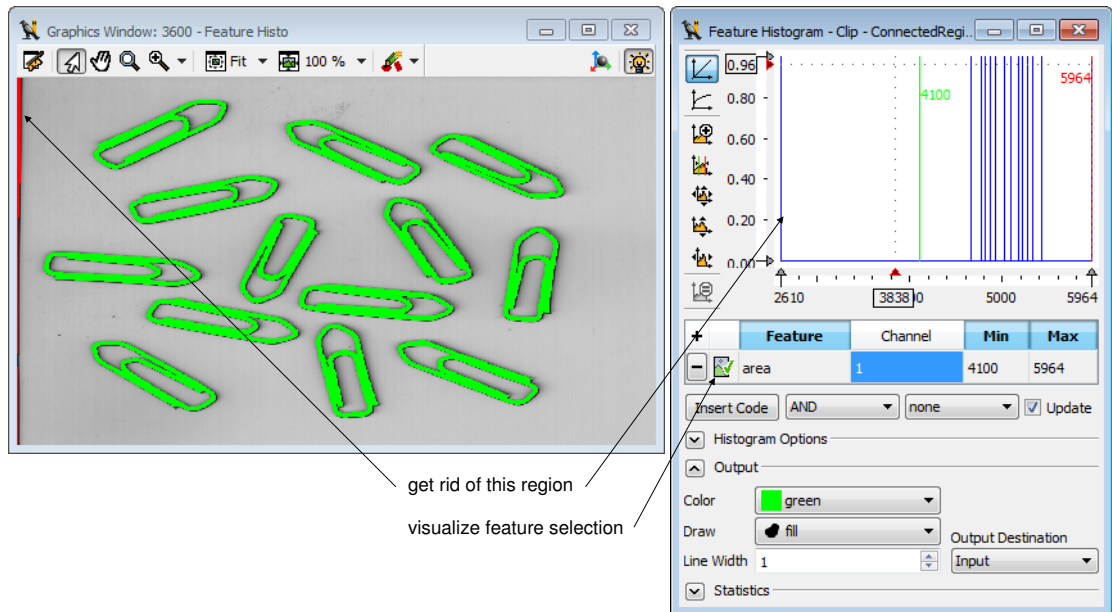 Graphics Window: 3600 - Feature Histo
Fit 100 %
Feature Histogram - Clip - ConnectedRegi...
0.96
5964
0.80
4100
0.60
0.40
0.20
0.00
2610 3838 5000 5964
+ Feature Channel Min Max
area 1 4100 5964
Insert Code AND none Update
Histogram Options
Output
Color green
Draw fill
Output Destination
Line Width 1 Input
Statistics
get rid of this region
visualize feature selection